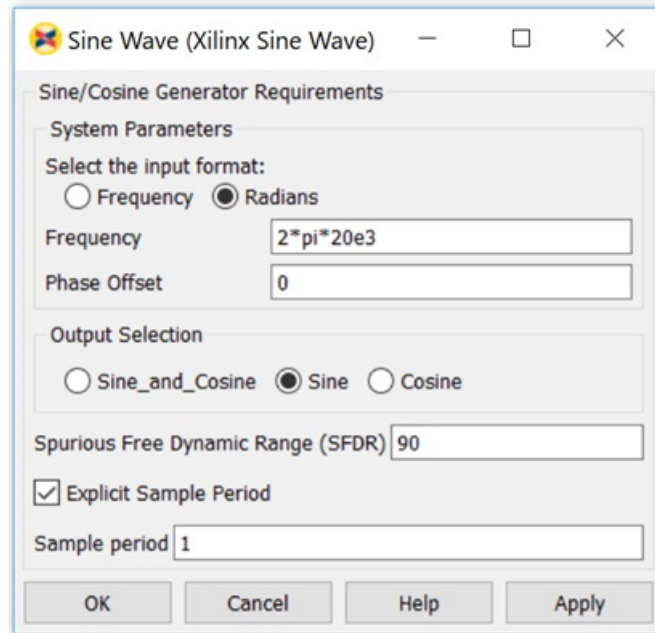 Sine Wave (Xilinx Sine Wave)
Sine/Cosine Generator Requirements
System Parameters
Select the input format:
Frequency Radians
Frequency 2*pi*20e3
Phase Offset 0
Output Selection
Sine_and_Cosine Sine Cosine
Spurious Free Dynamic Range (SFDR) 90
Explicit Sample Period
Sample period 1
OK Cancel Help Apply